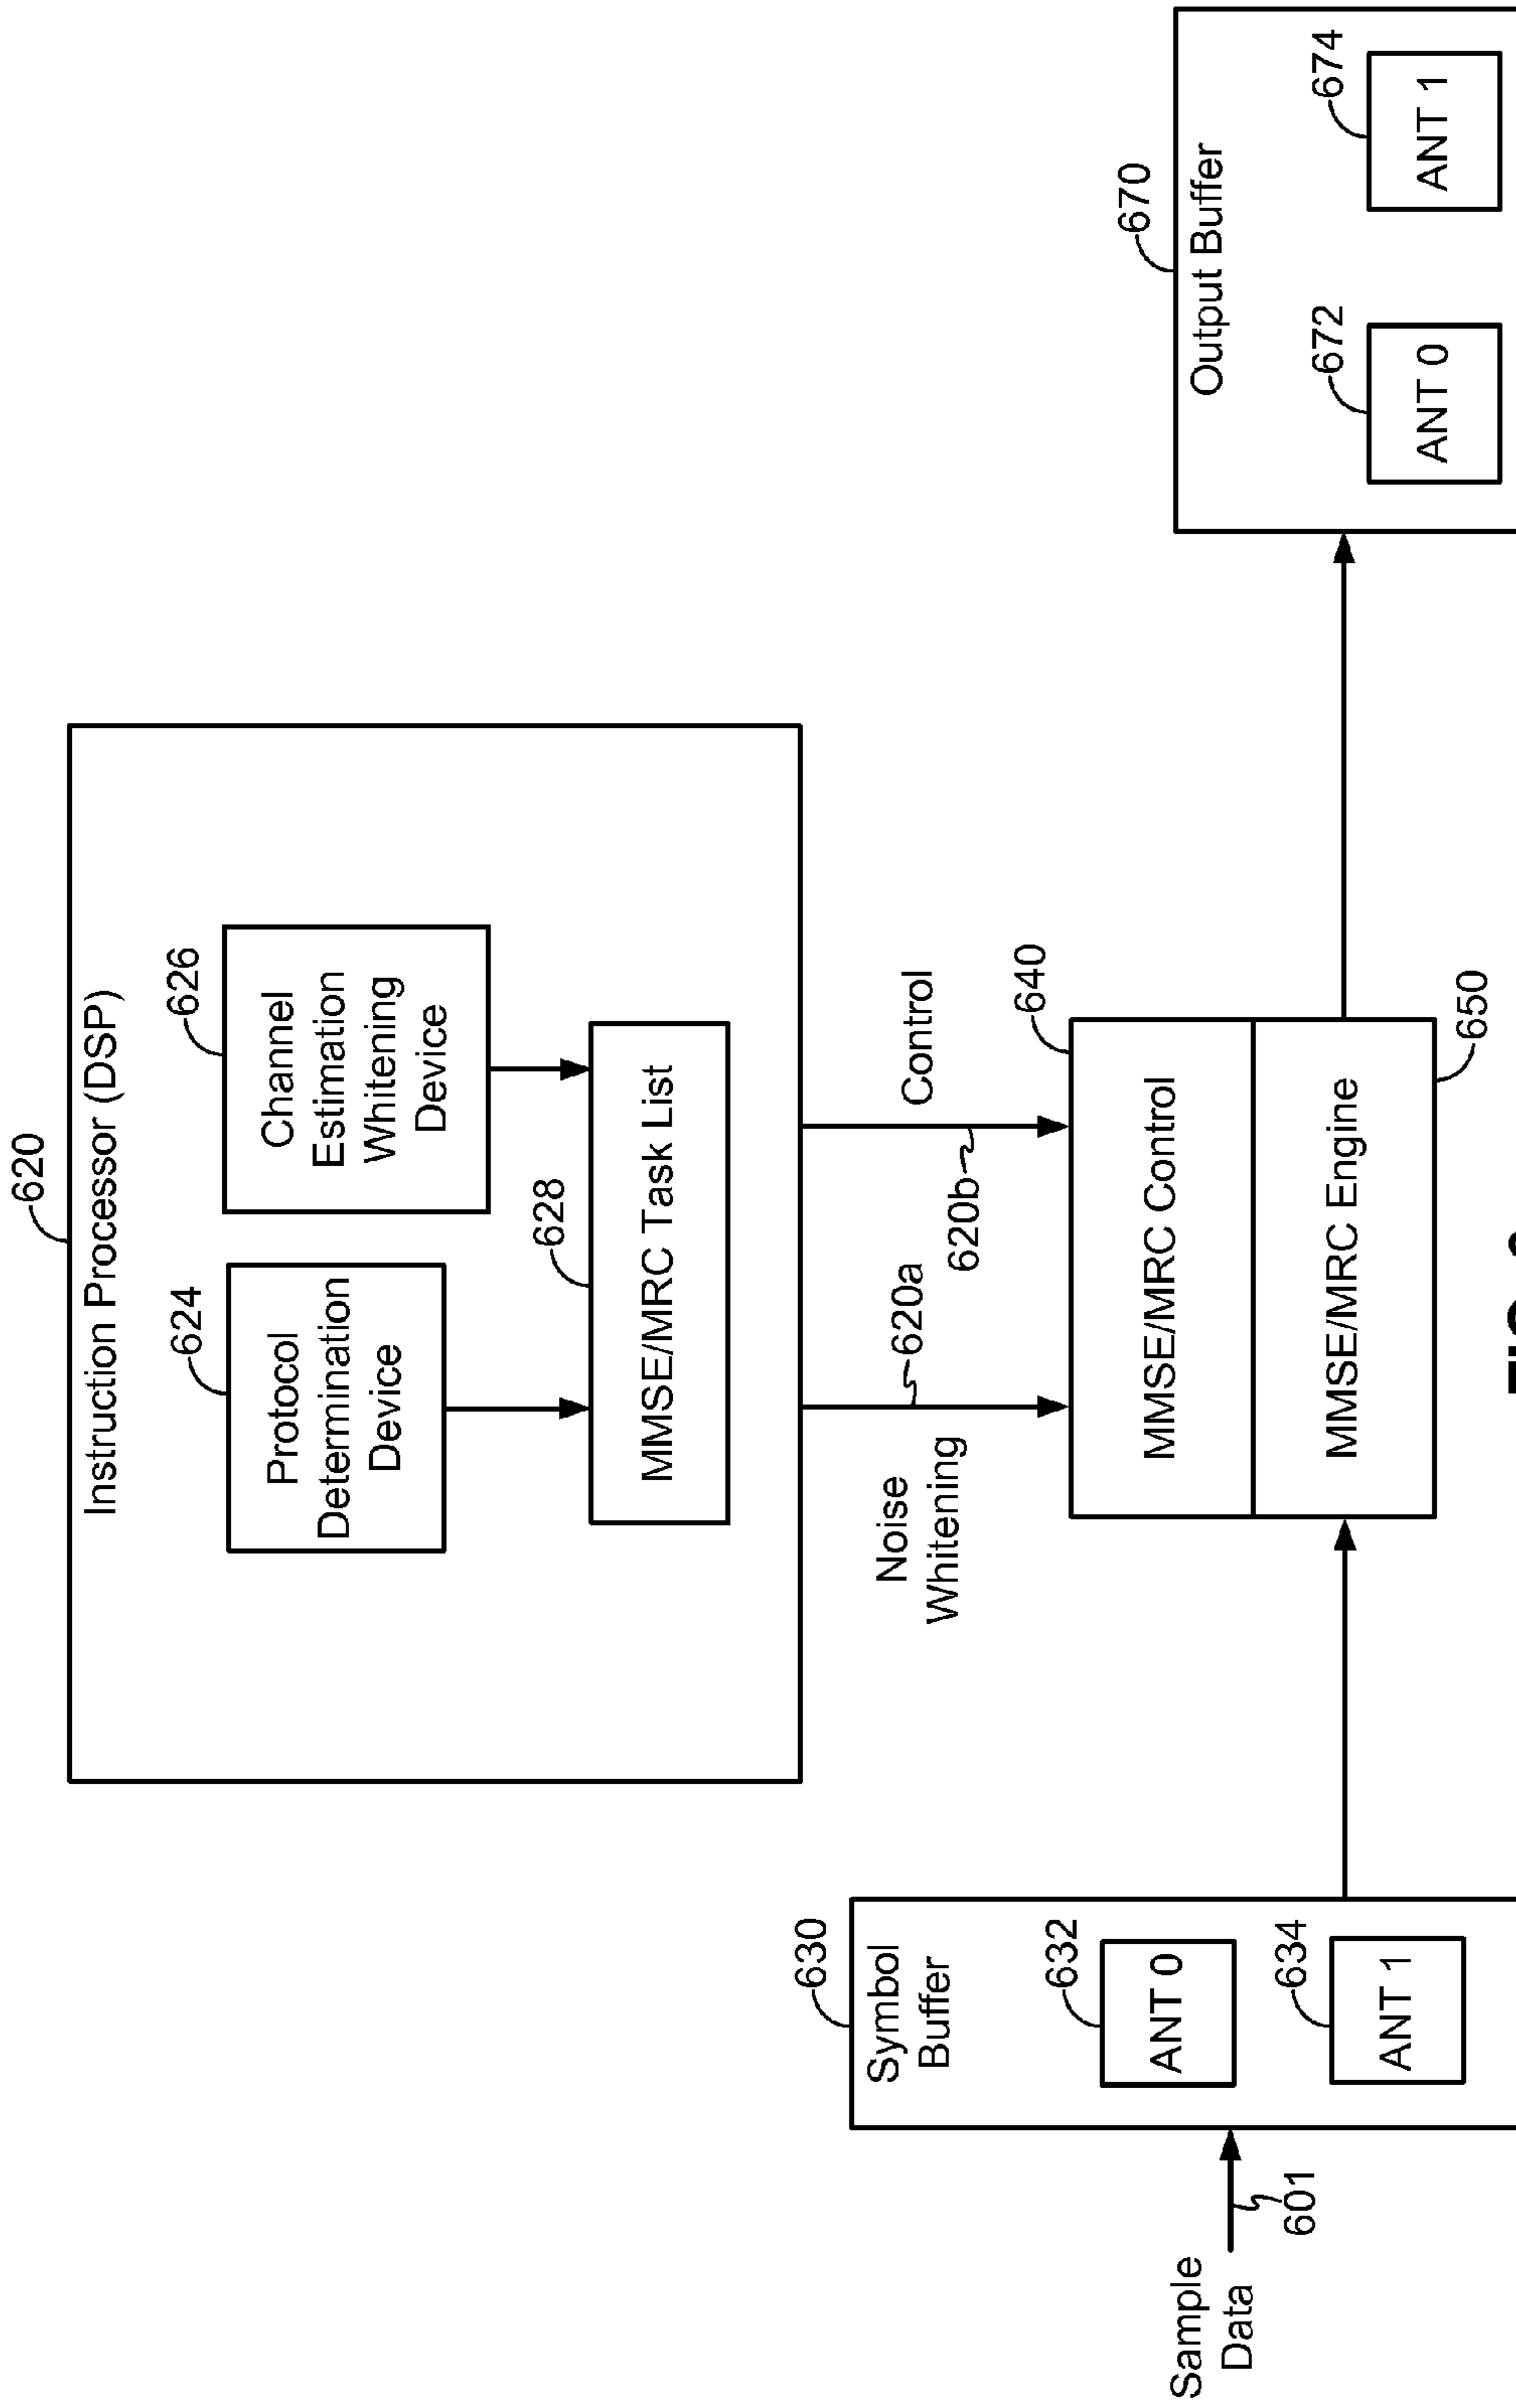 620
Instruction Processor (DSP)
624
Protocol
Determination
Device
626
Channel
Estimation
Whitening
Device
628
MMSE/MRC Task List
Noise
Whitening
620a
620b
Control
630
Symbol
Buffer
632
ANT 0
634
ANT 1
Sample
Data
601
640
MMSE/MRC Control
MMSE/MRC Engine
650
670
Output Buffer
672
ANT 0
674
ANT 1